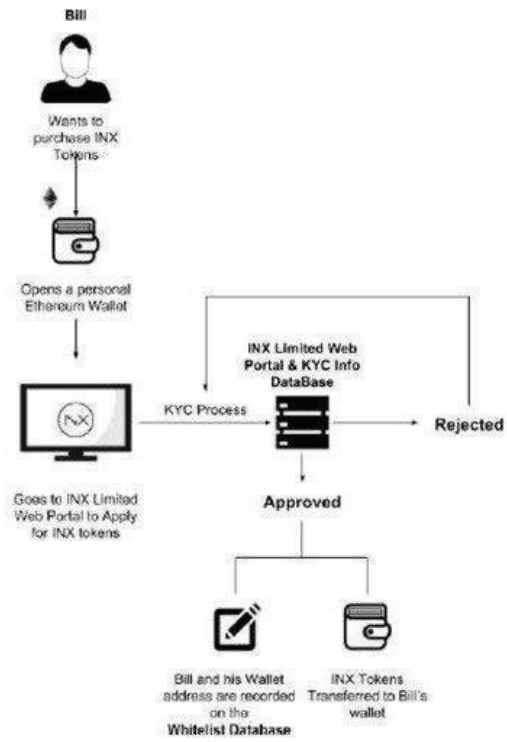 Bill
Wants to
purchase INX
Tokens
Opens a personal
Ethereum Wallet
INX Limited Web
Portal & KYC Info
DataBase
INX
KYC Process
Rejected
Goes to INX Limited
Web Portal to Apply
for INX tokens
Approved
Bill and his Wallet
address are recorded
on the
Whitelist Database
INX Tokens
Transferred to Bill's
wallet